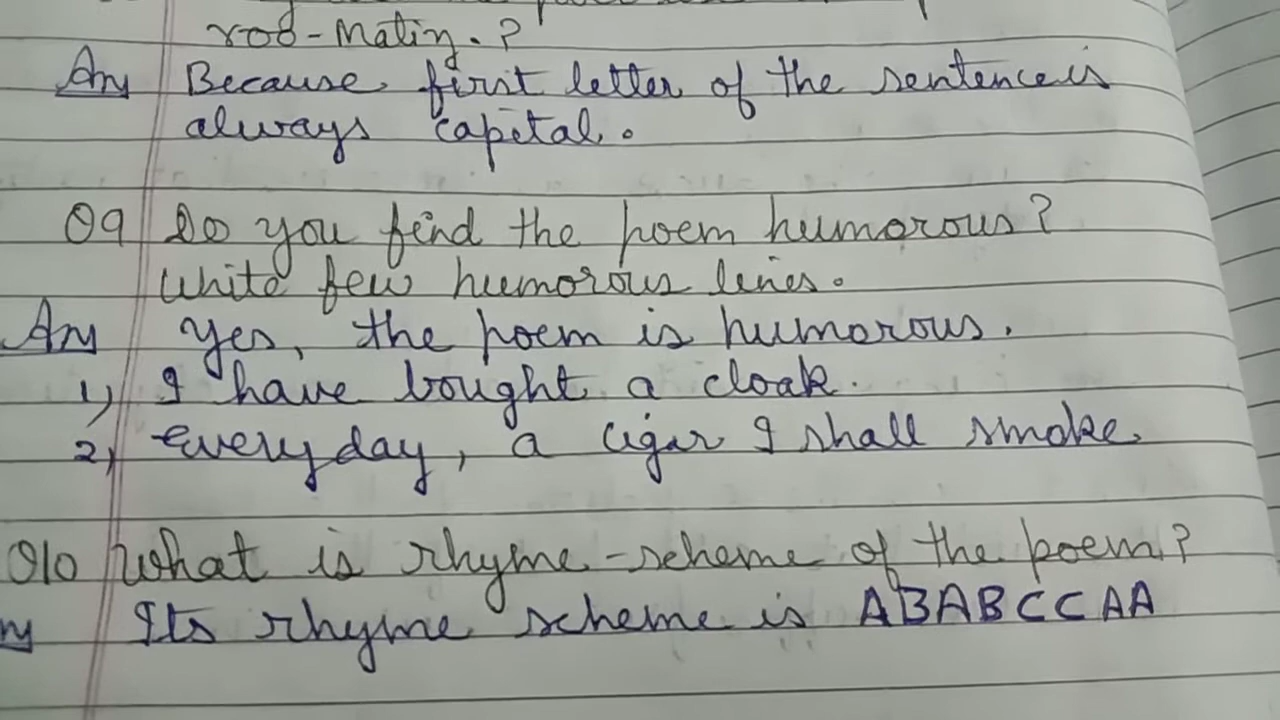 rod-Mating.?
Ans Because first letter of the sentence is
always capital.
Q9 Do you find the poem humorous?
Write few humorous lines.
Ans Yes, the poem is humorous.
1) I have bought a cloak.
2) Every day, a cigar I shall smoke.
Q10 What is rhyme-scheme of the poem?
Its rhyme scheme is ABABCCAA